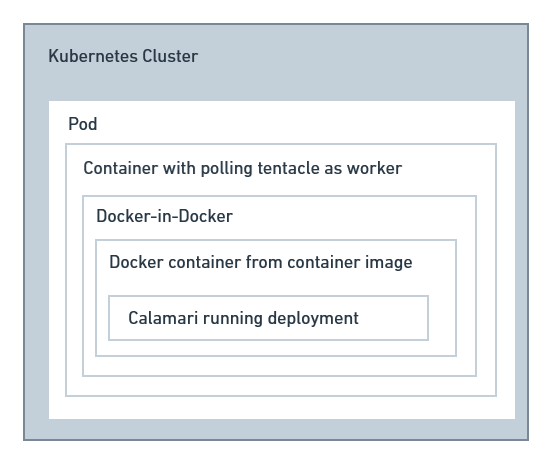 Kubernetes Cluster
Pod
Container with polling tentacle as worker
Docker-in-Docker
Docker container from container image
Calamari running deployment